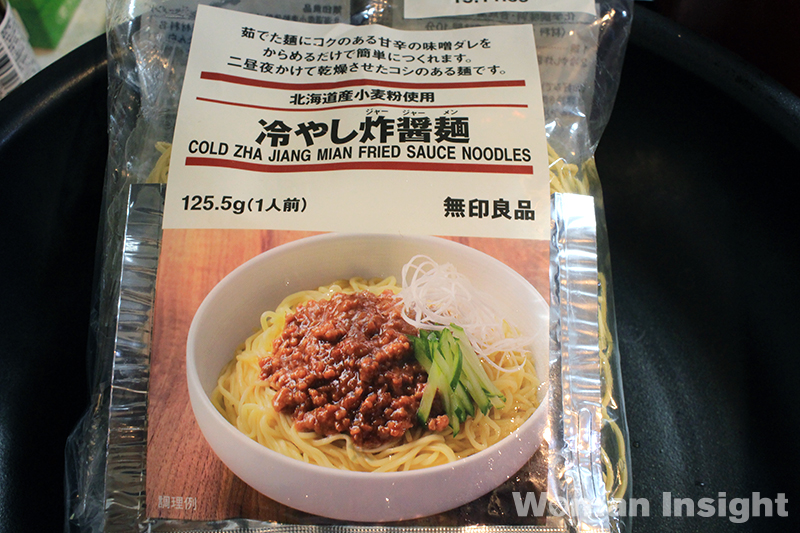 茹でた麺にコクのある甘辛の味噌ダレを
からめるだけで簡単につくれます。
二昼夜かけて乾燥させたコシのある麺です。
北海道産小麦粉使用
ジャー ジャー メン
冷やし炸醤麺
COLD ZHA JIANG MIAN FRIED SAUCE NOODLES
125.5g(1人前)
無印良品
調理例
Woman Insight